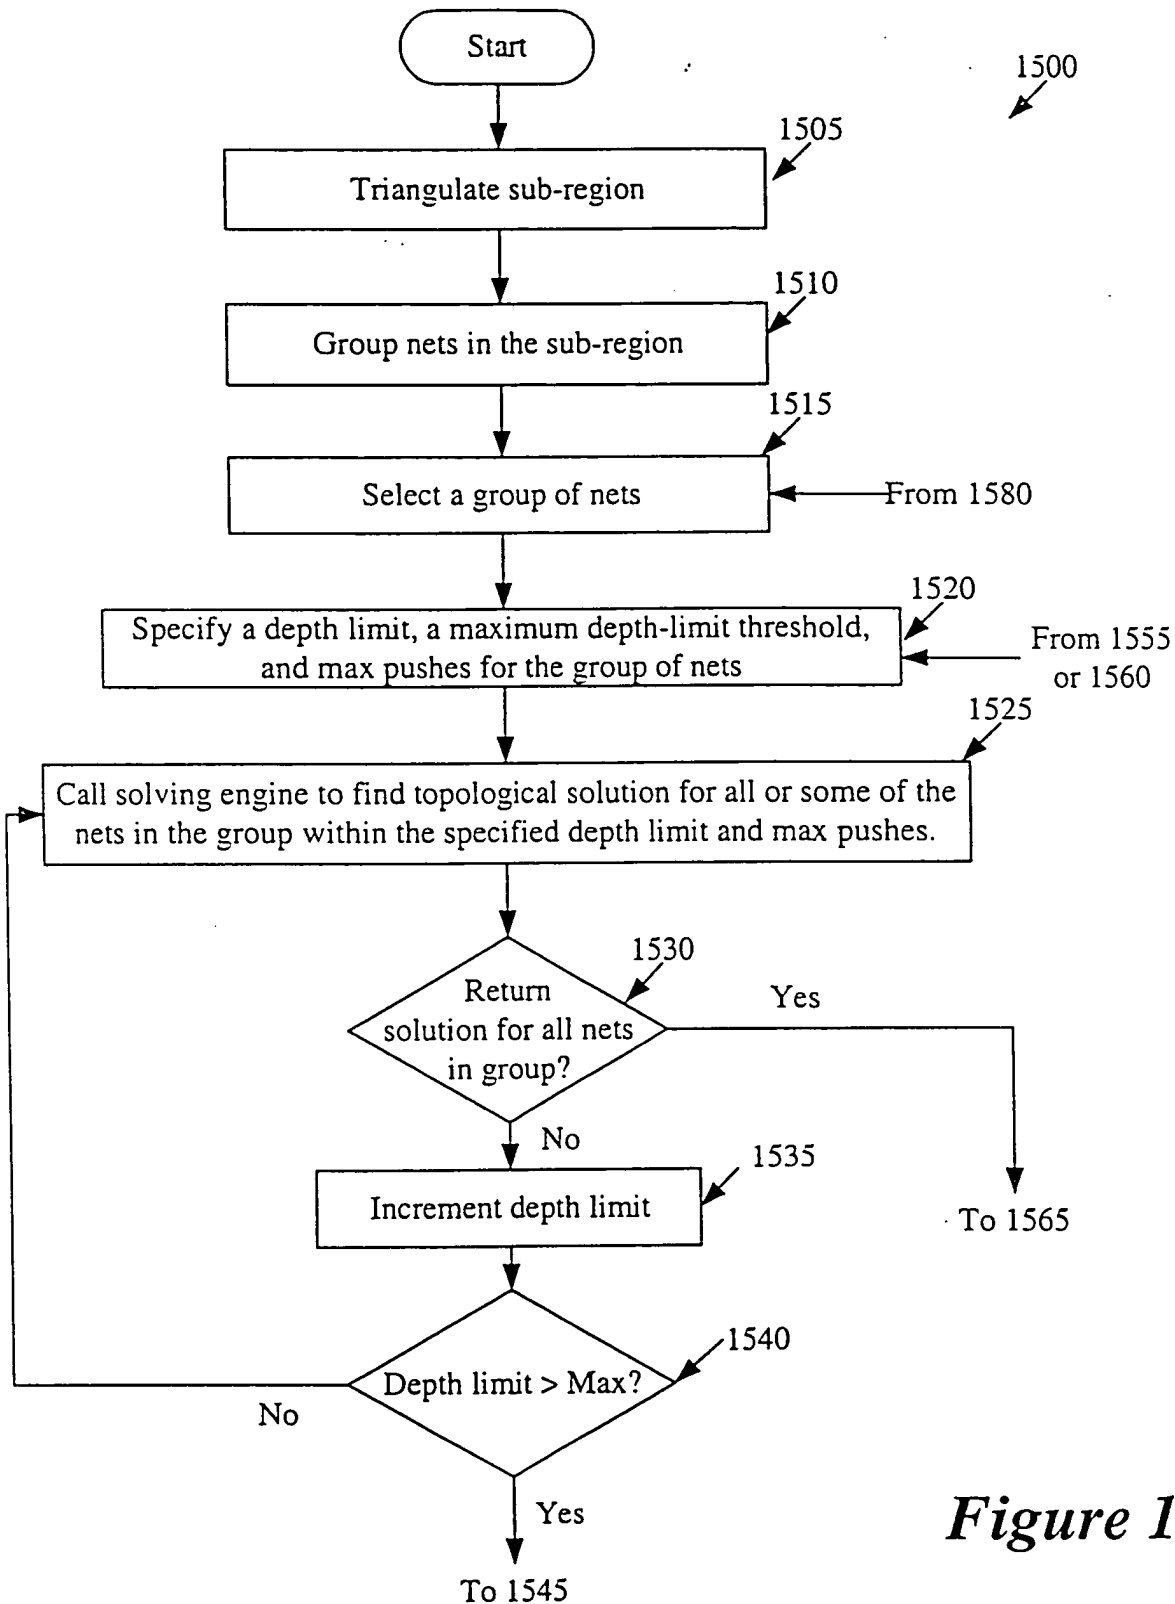 Start
1500
1505
Triangulate sub-region
1510
Group nets in the sub-region
1515
Select a group of nets
From 1580
1520
Specify a depth limit, a maximum depth-limit threshold,
and max pushes for the group of nets
From 1555
or 1560
1525
Call solving engine to find topological solution for all or some of the
nets in the group within the specified depth limit and max pushes.
1530
Return
solution for all nets
in group?
Yes
No
1535
Increment depth limit
To 1565
1540
Depth limit > Max?
No
Yes
Figure 1
To 1545